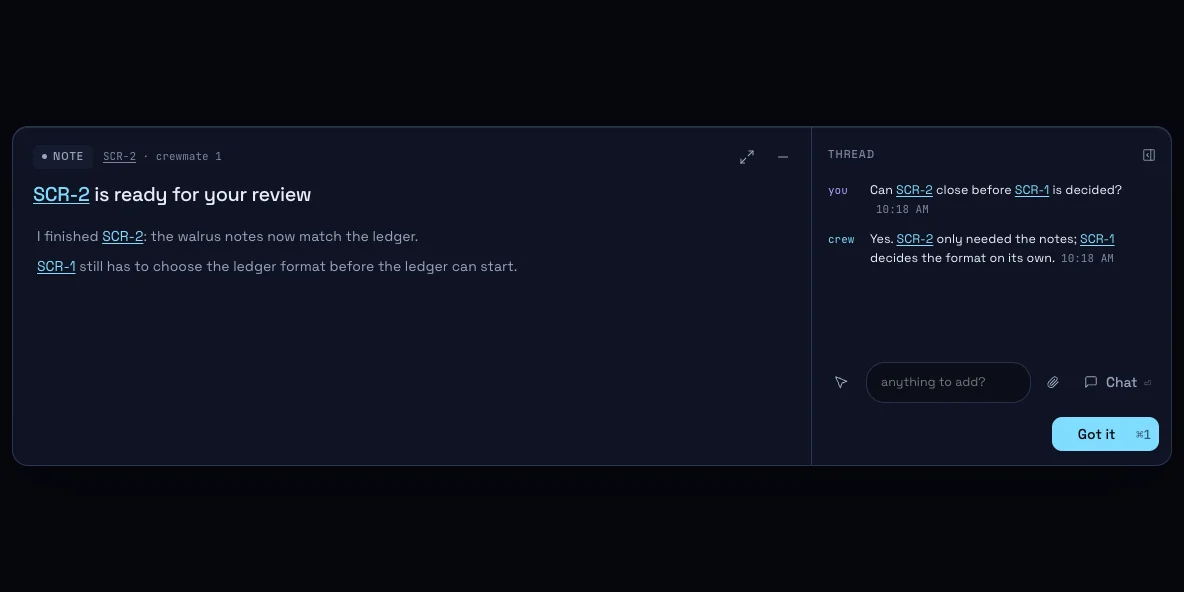 NOTE SCR-2 · crewmate 1
SCR-2 is ready for your review
I finished SCR-2: the walrus notes now match the ledger.
SCR-1 still has to choose the ledger format before the ledger can start.
THREAD
you Can SCR-2 close before SCR-1 is decided?
10:18 AM
crew Yes. SCR-2 only needed the notes; SCR-1
decides the format on its own. 10:18 AM
anything to add? Chat ⏎
Got it ⌘1